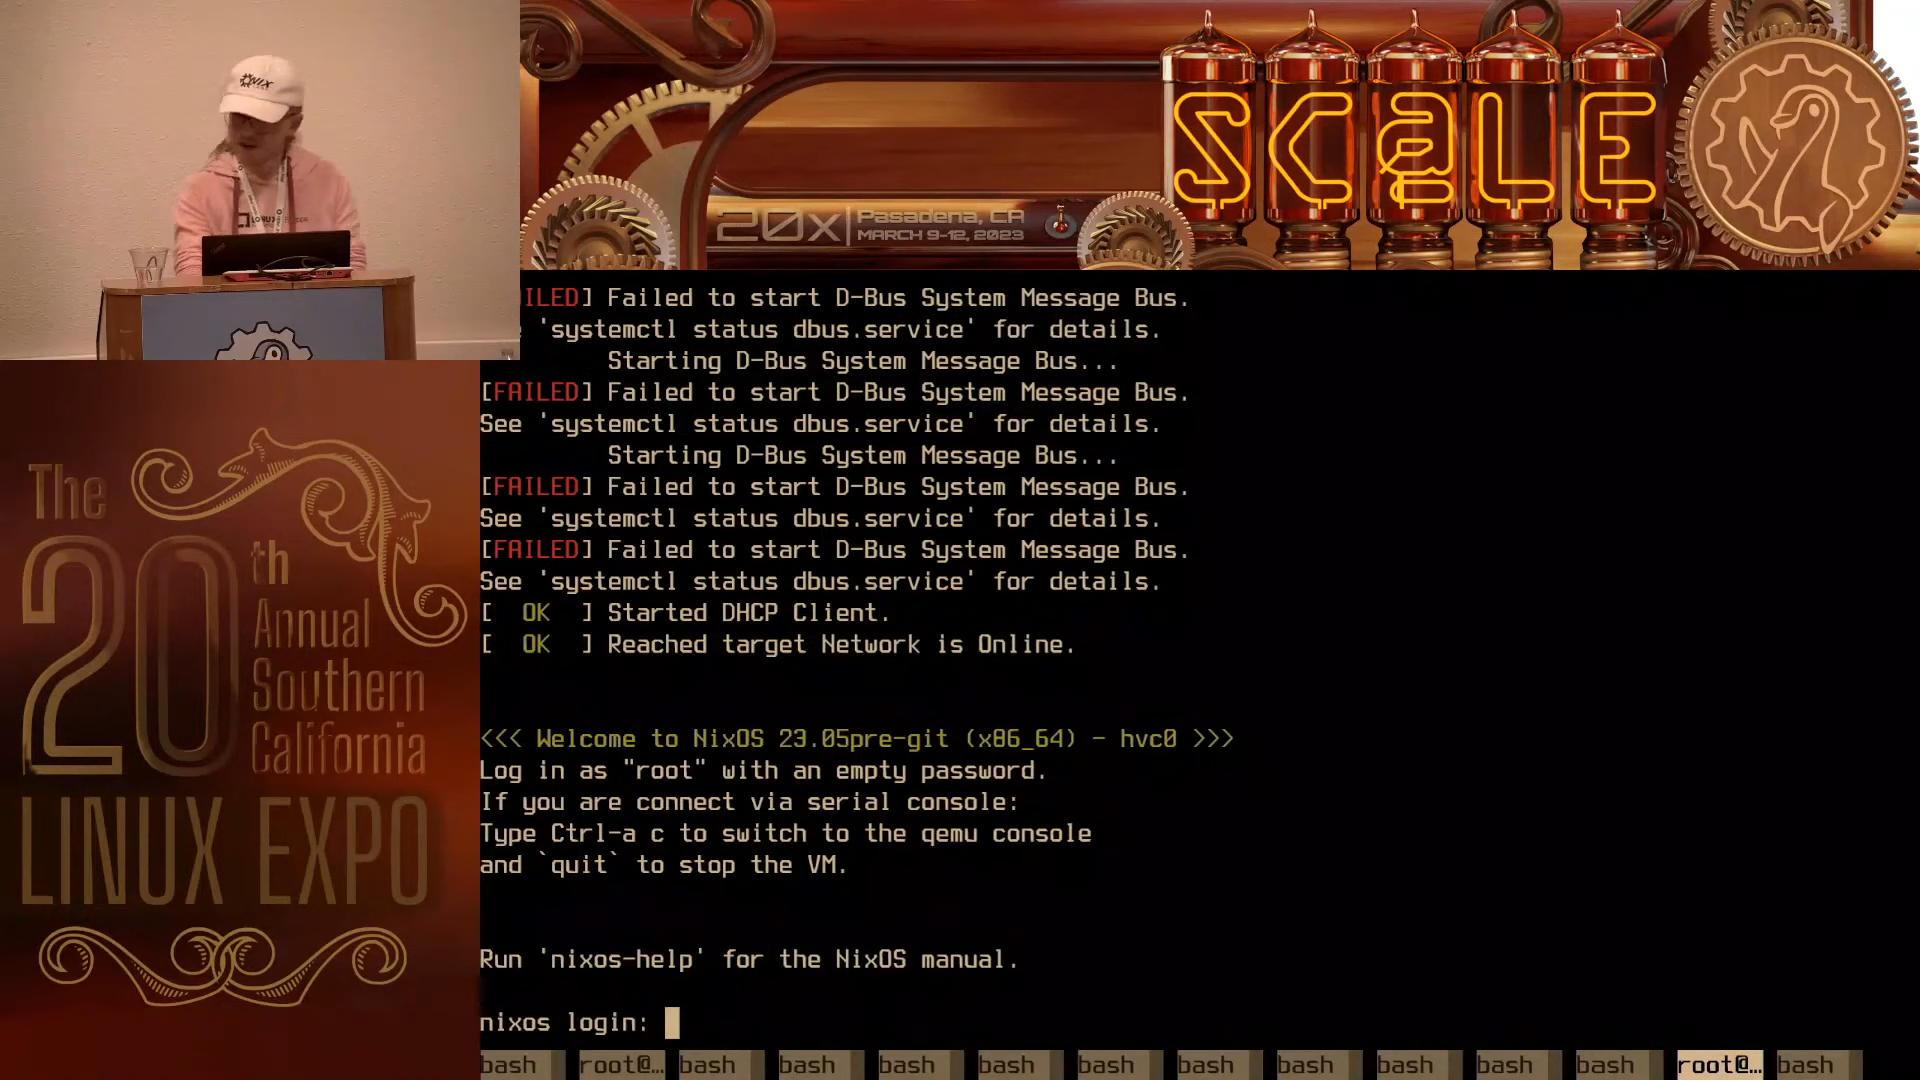 NIX
SCaLE
20x
Pasadena, CA
MARCH 9-12, 2023
The
20th
Annual
Southern
California
LINUX EXPO
ILED] Failed to start D-Bus System Message Bus.
'systemctl status dbus.service' for details.
Starting D-Bus System Message Bus...
[FAILED] Failed to start D-Bus System Message Bus.
See 'systemctl status dbus.service' for details.
Starting D-Bus System Message Bus...
[FAILED] Failed to start D-Bus System Message Bus.
See 'systemctl status dbus.service' for details.
[FAILED] Failed to start D-Bus System Message Bus.
See 'systemctl status dbus.service' for details.
[  OK  ] Started DHCP Client.
[  OK  ] Reached target Network is Online.
<<< Welcome to NixOS 23.05pre-git (x86_64) - hvc0 >>>
Log in as "root" with an empty password.
If you are connect via serial console:
Type Ctrl-a c to switch to the qemu console
and `quit` to stop the VM.
Run 'nixos-help' for the NixOS manual.
nixos login:
bash root@… bash bash bash bash bash bash bash bash bash bash root@… bash